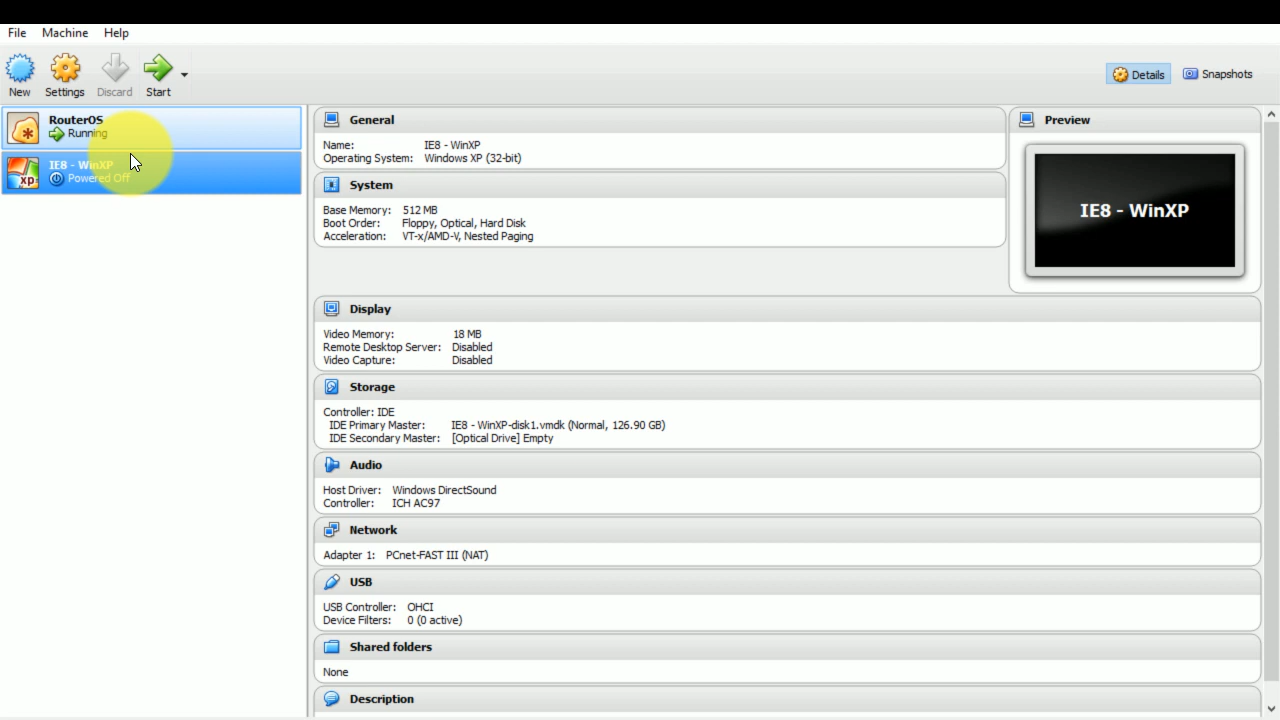 File Machine Help
New Settings Discard Start
Details Snapshots
RouterOS
Running
IE8 - WinXP
Powered Off
General
Name: IE8 - WinXP
Operating System: Windows XP (32-bit)
System
Base Memory: 512 MB
Boot Order: Floppy, Optical, Hard Disk
Acceleration: VT-x/AMD-V, Nested Paging
Preview
IE8 - WinXP
Display
Video Memory: 18 MB
Remote Desktop Server: Disabled
Video Capture: Disabled
Storage
Controller: IDE
IDE Primary Master: IE8 - WinXP-disk1.vmdk (Normal, 126.90 GB)
IDE Secondary Master: [Optical Drive] Empty
Audio
Host Driver: Windows DirectSound
Controller: ICH AC97
Network
Adapter 1: PCnet-FAST III (NAT)
USB
USB Controller: OHCI
Device Filters: 0 (0 active)
Shared folders
None
Description